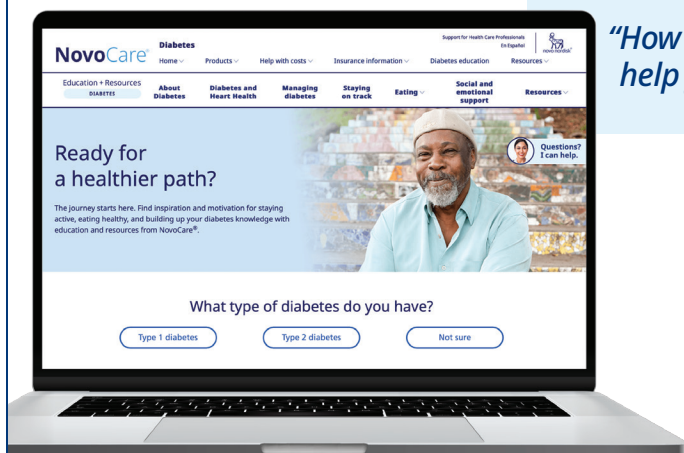 “How
help
Support for Health Care Professionals
En Español
novo nordisk®
NovoCare®
Diabetes
Home Products Help with costs Insurance information Diabetes education Resources
Education + Resources
DIABETES
About
Diabetes
Diabetes and
Heart Health
Managing
diabetes
Staying
on track
Eating
Social and
emotional
support
Resources
Ready for
a healthier path?
The journey starts here. Find inspiration and motivation for staying
active, eating healthy, and building up your diabetes knowledge with
education and resources from NovoCare®.
Questions?
I can help.
What type of diabetes do you have?
Type 1 diabetes
Type 2 diabetes
Not sure